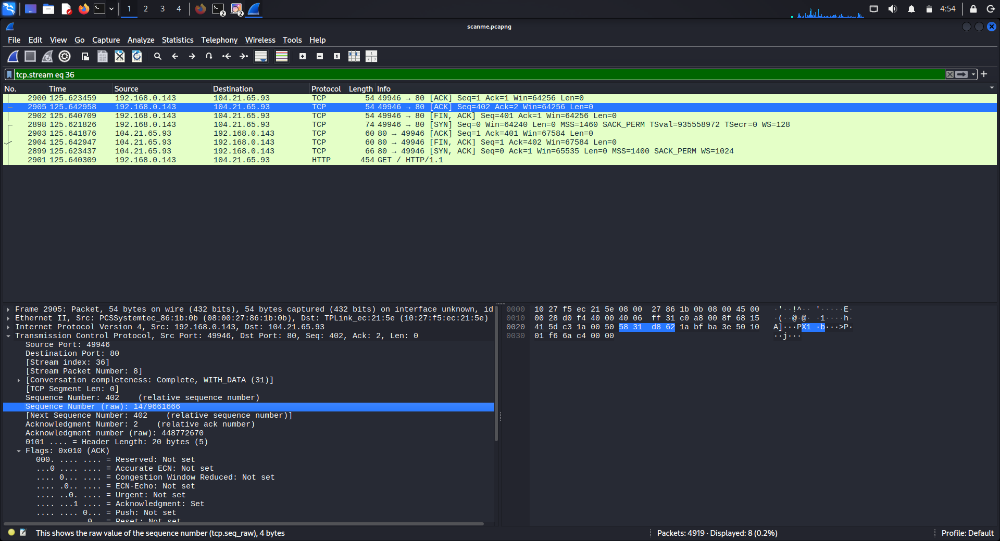 1 2 3 4 2 2 4:54
scanme.pcapng
File Edit View Go Capture Analyze Statistics Telephony Wireless Tools Help
tcp.stream eq 36
No. Time Source Destination Protocol Length Info
2900 125.623459 192.168.0.143 104.21.65.93 TCP 54 49946 → 80 [ACK] Seq=1 Ack=1 Win=64256 Len=0
2905 125.642958 192.168.0.143 104.21.65.93 TCP 54 49946 → 80 [ACK] Seq=402 Ack=2 Win=64256 Len=0
2902 125.640709 192.168.0.143 104.21.65.93 TCP 54 49946 → 80 [FIN, ACK] Seq=401 Ack=1 Win=64256 Len=0
2898 125.621826 192.168.0.143 104.21.65.93 TCP 74 49946 → 80 [SYN] Seq=0 Win=64240 Len=0 MSS=1460 SACK_PERM TSval=935558972 TSecr=0 WS=128
2903 125.641876 104.21.65.93 192.168.0.143 TCP 60 80 → 49946 [ACK] Seq=1 Ack=401 Win=67584 Len=0
2904 125.642947 104.21.65.93 192.168.0.143 TCP 60 80 → 49946 [FIN, ACK] Seq=1 Ack=402 Win=67584 Len=0
2899 125.623437 104.21.65.93 192.168.0.143 TCP 66 80 → 49946 [SYN, ACK] Seq=0 Ack=1 Win=65535 Len=0 MSS=1400 SACK_PERM WS=1024
2901 125.640309 192.168.0.143 104.21.65.93 HTTP 454 GET / HTTP/1.1
Frame 2905: Packet, 54 bytes on wire (432 bits), 54 bytes captured (432 bits) on interface unknown, id
Ethernet II, Src: PCSSystemtec_86:1b:0b (08:00:27:86:1b:0b), Dst: TPLink_ec:21:5e (10:27:f5:ec:21:5e)
Internet Protocol Version 4, Src: 192.168.0.143, Dst: 104.21.65.93
Transmission Control Protocol, Src Port: 49946, Dst Port: 80, Seq: 402, Ack: 2, Len: 0
Source Port: 49946
Destination Port: 80
[Stream index: 36]
[Stream Packet Number: 8]
[Conversation completeness: Complete, WITH_DATA (31)]
[TCP Segment Len: 0]
Sequence Number: 402 (relative sequence number)
Sequence Number (raw): 1479661666
[Next Sequence Number: 402 (relative sequence number)]
Acknowledgment Number: 2 (relative ack number)
Acknowledgment number (raw): 448772670
0101 .... = Header Length: 20 bytes (5)
Flags: 0x010 (ACK)
000. .... .... = Reserved: Not set
...0 .... .... = Accurate ECN: Not set
.... 0... .... = Congestion Window Reduced: Not set
.... .0.. .... = ECN-Echo: Not set
.... ..0. .... = Urgent: Not set
.... ...1 .... = Acknowledgment: Set
.... .... 0... = Push: Not set
0 = Reset: Not set
0000 10 27 f5 ec 21 5e 08 00 27 86 1b 0b 08 00 45 00 ·'··!^·· '·····E·
0010 00 28 d0 f4 40 00 40 06 ff 31 c0 a8 00 8f 68 15 ·(··@·@· ·1····h·
0020 41 5d c3 1a 00 50 58 31 d8 62 1a bf ba 3e 50 10 A]···PX1 ·b···>P·
0030 01 f6 6a c4 00 00 ··j···
This shows the raw value of the sequence number (tcp.seq_raw), 4 bytes
Packets: 4919 · Displayed: 8 (0.2%)
Profile: Default